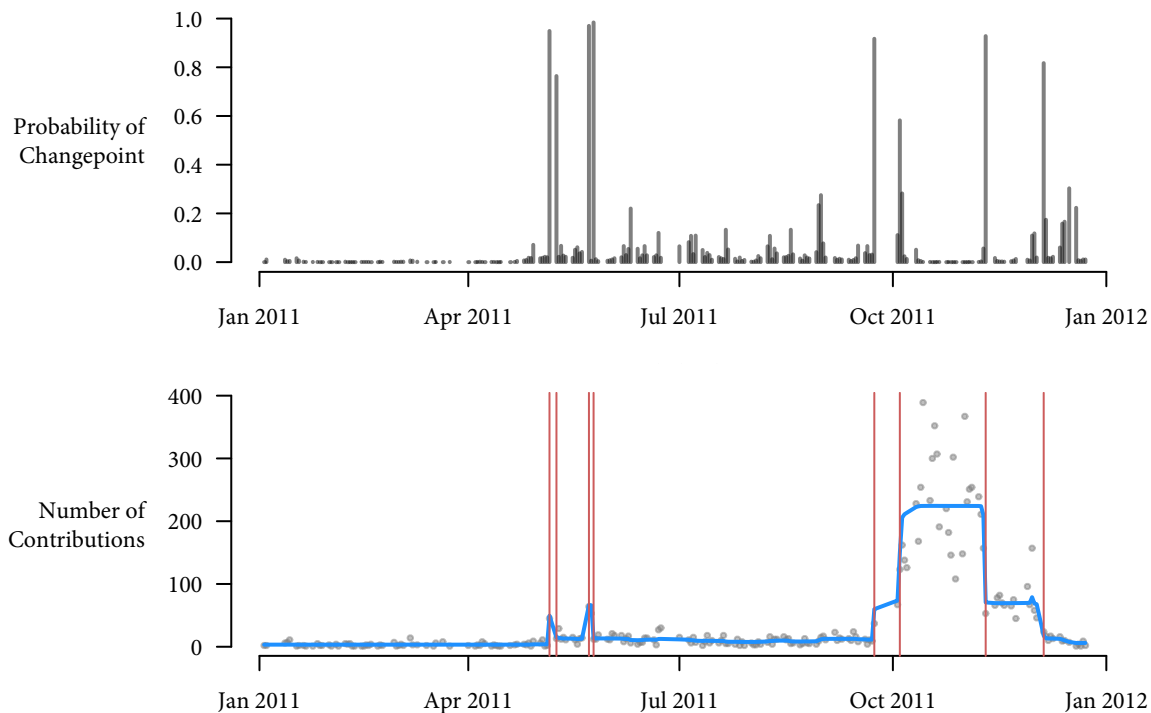 1.0
0.8
0.6
0.4
0.2
0.0
Probability of
Changepoint
Jan 2011
Apr 2011
Jul 2011
Oct 2011
Jan 2012
400
300
200
100
0
Number of
Contributions
Jan 2011
Apr 2011
Jul 2011
Oct 2011
Jan 2012